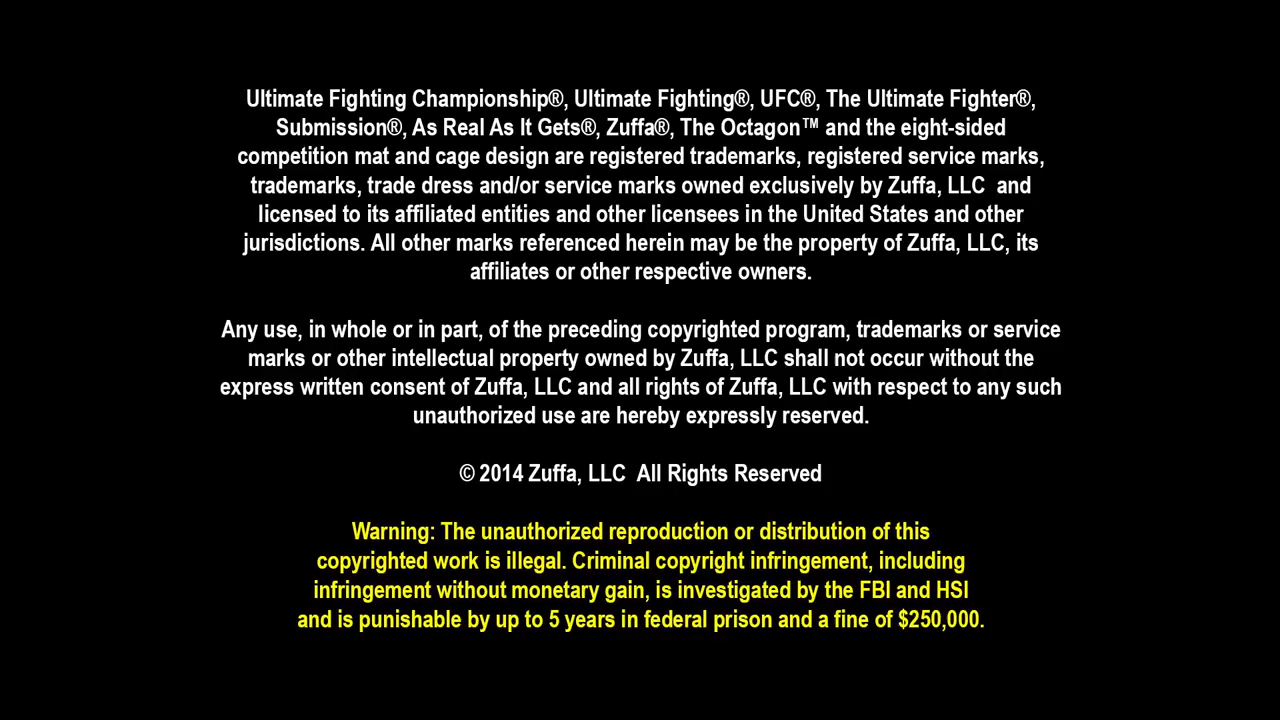 Ultimate Fighting Championship®, Ultimate Fighting®, UFC®, The Ultimate Fighter®,
Submission®, As Real As It Gets®, Zuffa®, The Octagon™ and the eight-sided
competition mat and cage design are registered trademarks, registered service marks,
trademarks, trade dress and/or service marks owned exclusively by Zuffa, LLC  and
licensed to its affiliated entities and other licensees in the United States and other
jurisdictions. All other marks referenced herein may be the property of Zuffa, LLC, its
affiliates or other respective owners.
Any use, in whole or in part, of the preceding copyrighted program, trademarks or service
marks or other intellectual property owned by Zuffa, LLC shall not occur without the
express written consent of Zuffa, LLC and all rights of Zuffa, LLC with respect to any such
unauthorized use are hereby expressly reserved.
© 2014 Zuffa, LLC  All Rights Reserved
Warning: The unauthorized reproduction or distribution of this
copyrighted work is illegal. Criminal copyright infringement, including
infringement without monetary gain, is investigated by the FBI and HSI
and is punishable by up to 5 years in federal prison and a fine of $250,000.